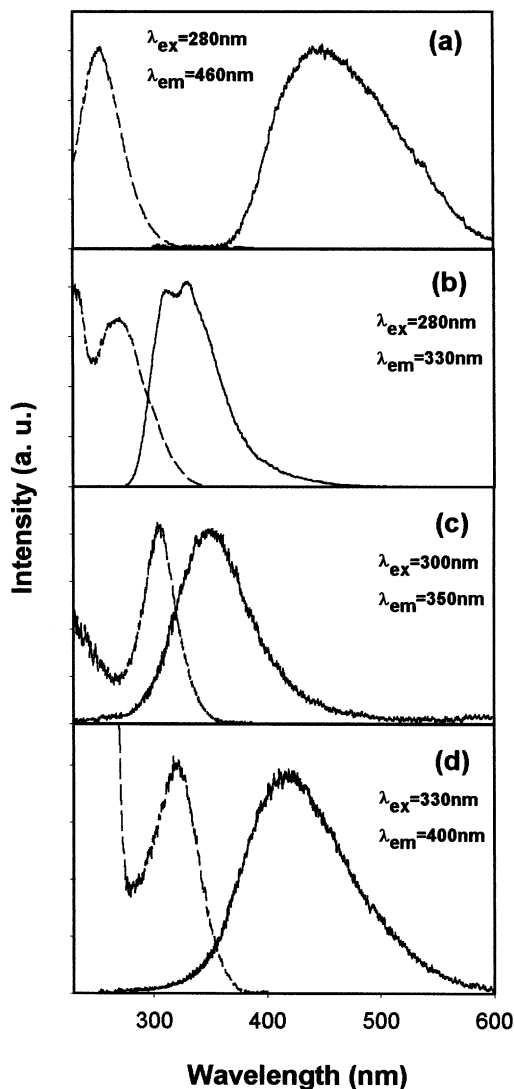 (a)
λex=280nm
λem=460nm
(b)
λex=280nm
λem=330nm
(c)
λex=300nm
λem=350nm
(d)
λex=330nm
λem=400nm
Intensity (a. u.)
300 400 500 600
Wavelength (nm)